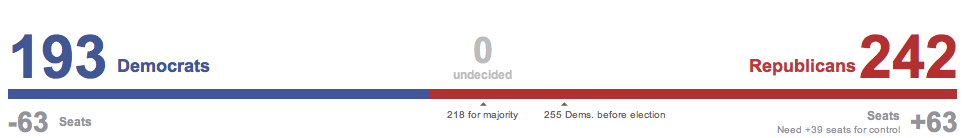 193 Democrats
0
undecided
Republicans 242
218 for majority
255 Dems. before election
-63 Seats
Seats +63
Need +39 seats for control